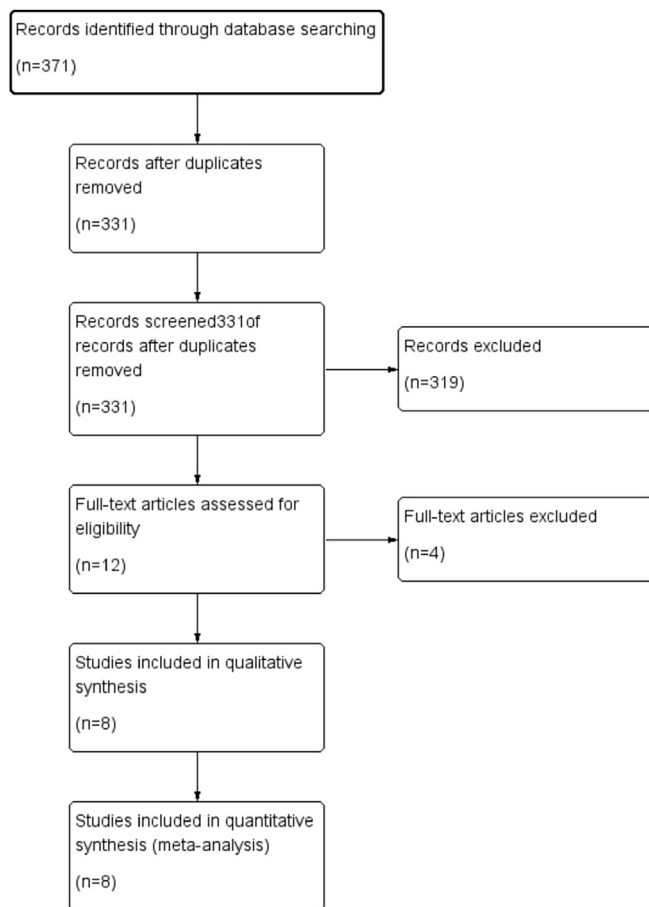 Records identified through database searching
(n=371)
Records after duplicates
removed
(n=331)
Records screened331of
records after duplicates
removed
(n=331)
Records excluded
(n=319)
Full-text articles assessed for
eligibility
(n=12)
Full-text articles excluded
(n=4)
Studies included in qualitative
synthesis
(n=8)
Studies included in quantitative
synthesis (meta-analysis)
(n=8)